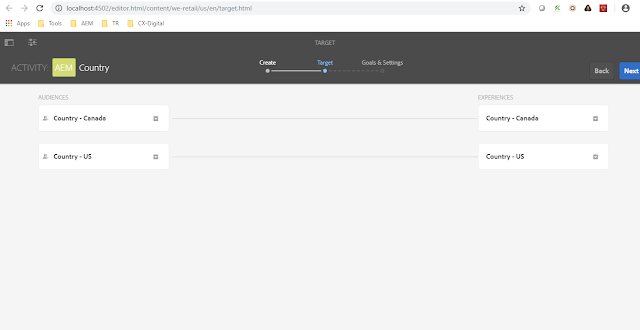 localhost:4502/editor.html/content/we-retail/us/en/target.html
Apps Tools AEM TR CX-Digital
TARGET
ACTIVITY: AEM Country
Create Target Goals & Settings
Back Next
AUDIENCES EXPERIENCES
Country - Canada Country - Canada
Country - US Country - US